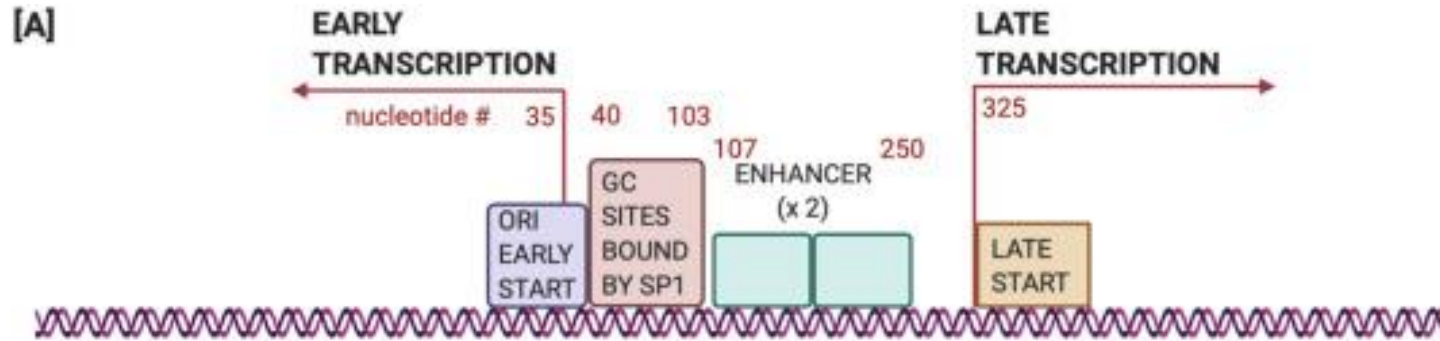 [A]
EARLY
TRANSCRIPTION
nucleotide # 35 40 103
107 250
ENHANCER
(x 2)
LATE
TRANSCRIPTION
325
ORI
EARLY
START
GC
SITES
BOUND
BY SP1
LATE
START